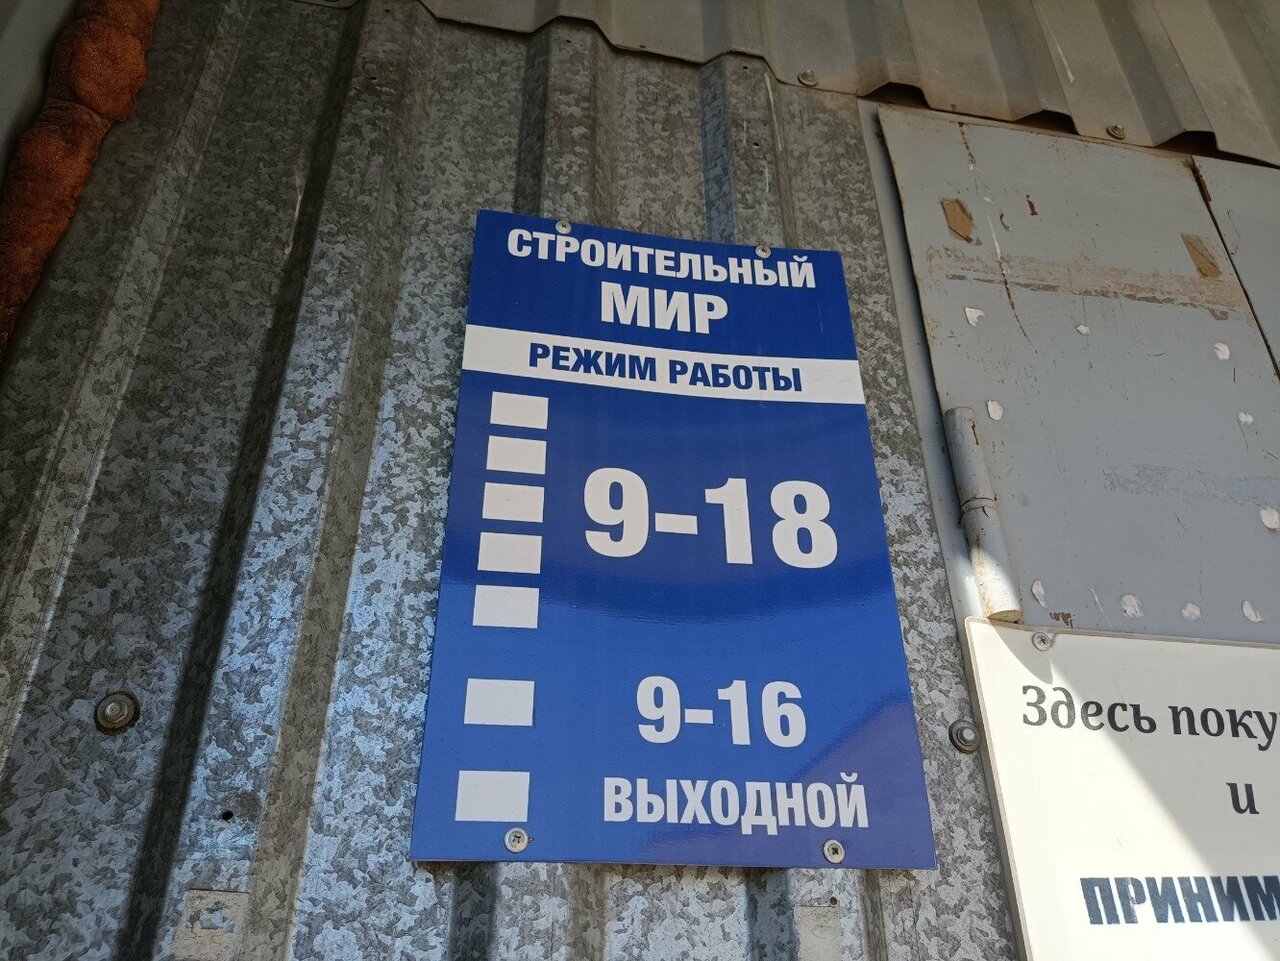 СТРОИТЕЛЬНЫЙ
МИР
РЕЖИМ РАБОТЫ
9-18
9-16
ВЫХОДНОЙ
Здесь поку
и
ПРИНИМ